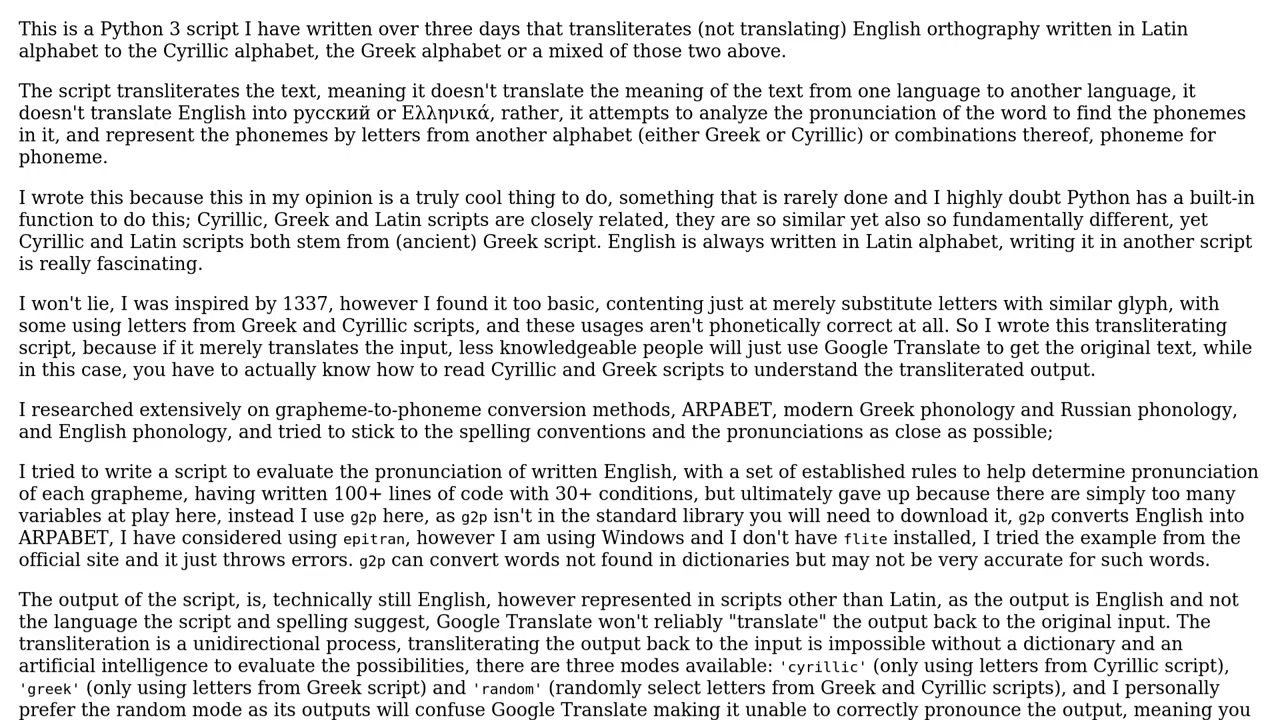 This is a Python 3 script I have written over three days that transliterates (not translating) English orthography written in Latin
alphabet to the Cyrillic alphabet, the Greek alphabet or a mixed of those two above.
The script transliterates the text, meaning it doesn't translate the meaning of the text from one language to another language, it
doesn't translate English into русский or Ελληνικά, rather, it attempts to analyze the pronunciation of the word to find the phonemes
in it, and represent the phonemes by letters from another alphabet (either Greek or Cyrillic) or combinations thereof, phoneme for
phoneme.
I wrote this because this in my opinion is a truly cool thing to do, something that is rarely done and I highly doubt Python has a built-in
function to do this; Cyrillic, Greek and Latin scripts are closely related, they are so similar yet also so fundamentally different, yet
Cyrillic and Latin scripts both stem from (ancient) Greek script. English is always written in Latin alphabet, writing it in another script
is really fascinating.
I won't lie, I was inspired by 1337, however I found it too basic, contenting just at merely substitute letters with similar glyph, with
some using letters from Greek and Cyrillic scripts, and these usages aren't phonetically correct at all. So I wrote this transliterating
script, because if it merely translates the input, less knowledgeable people will just use Google Translate to get the original text, while
in this case, you have to actually know how to read Cyrillic and Greek scripts to understand the transliterated output.
I researched extensively on grapheme-to-phoneme conversion methods, ARPABET, modern Greek phonology and Russian phonology,
and English phonology, and tried to stick to the spelling conventions and the pronunciations as close as possible;
I tried to write a script to evaluate the pronunciation of written English, with a set of established rules to help determine pronunciation
of each grapheme, having written 100+ lines of code with 30+ conditions, but ultimately gave up because there are simply too many
variables at play here, instead I use g2p here, as g2p isn't in the standard library you will need to download it, g2p converts English into
ARPABET, I have considered using epitran, however I am using Windows and I don't have flite installed, I tried the example from the
official site and it just throws errors. g2p can convert words not found in dictionaries but may not be very accurate for such words.
The output of the script, is, technically still English, however represented in scripts other than Latin, as the output is English and not
the language the script and spelling suggest, Google Translate won't reliably "translate" the output back to the original input. The
transliteration is a unidirectional process, transliterating the output back to the input is impossible without a dictionary and an
artificial intelligence to evaluate the possibilities, there are three modes available: 'cyrillic' (only using letters from Cyrillic script),
'greek' (only using letters from Greek script) and 'random' (randomly select letters from Greek and Cyrillic scripts), and I personally
prefer the random mode as its outputs will confuse Google Translate making it unable to correctly pronounce the output, meaning you